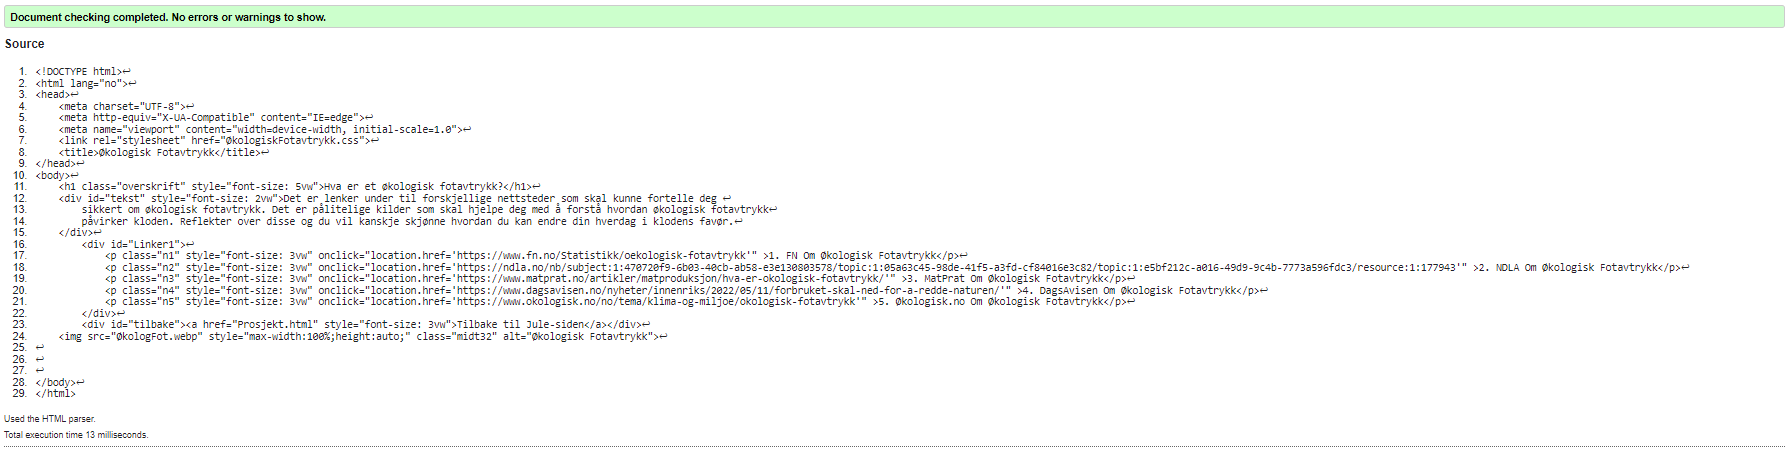 Document checking completed. No errors or warnings to show.
Source
1. <!DOCTYPE html>↩
2. <html lang="no">↩
3. <head>↩
4.     <meta charset="UTF-8">↩
5.     <meta http-equiv="X-UA-Compatible" content="IE=edge">↩
6.     <meta name="viewport" content="width=device-width, initial-scale=1.0">↩
7.     <link rel="stylesheet" href="ØkologiskFotavtrykk.css">↩
8.     <title>Økologisk Fotavtrykk</title>↩
9. </head>↩
10. <body>↩
11.     <h1 class="overskrift" style="font-size: 5vw">Hva er et økologisk fotavtrykk?</h1>↩
12.     <div id="tekst" style="font-size: 2vw">Det er lenker under til forskjellige nettsteder som skal kunne fortelle deg ↩
13.         sikkert om økologisk fotavtrykk. Det er pålitelige kilder som skal hjelpe deg med å forstå hvordan økologisk fotavtrykk↩
14.         påvirker kloden. Reflekter over disse og du vil kanskje skjønne hvordan du kan endre din hverdag i klodens favør.↩
15.     </div>↩
16.         <div id="Linker1">↩
17.             <p class="n1" style="font-size: 3vw" onclick="location.href='https://www.fn.no/Statistikk/oekologisk-fotavtrykk'" >1. FN Om Økologisk Fotavtrykk</p>↩
18.             <p class="n2" style="font-size: 3vw" onclick="location.href='https://ndla.no/nb/subject:1:470720f9-6b03-40cb-ab58-e3e130803578/topic:1:05a63c45-98de-41f5-a3fd-cf84016e3c82/topic:1:e5bf212c-a016-49d9-9c4b-7773a596fdc3/resource:1:177943'" >2. NDLA Om Økologisk Fotavtrykk</p>↩
19.             <p class="n3" style="font-size: 3vw" onclick="location.href='https://www.matprat.no/artikler/matproduksjon/hva-er-okologisk-fotavtrykk/'" >3. MatPrat Om Økologisk Fotavtrykk</p>↩
20.             <p class="n4" style="font-size: 3vw" onclick="location.href='https://www.dagsavisen.no/nyheter/innenriks/2022/05/11/forbruket-skal-ned-for-a-redde-naturen/'" >4. DagsAvisen Om Økologisk Fotavtrykk</p>↩
21.             <p class="n5" style="font-size: 3vw" onclick="location.href='https://www.okologisk.no/no/tema/klima-og-miljoe/okologisk-fotavtrykk'" >5. Økologisk.no Om Økologisk Fotavtrykk</p>↩
22.         </div>↩
23.         <div id="tilbake"><a href="Prosjekt.html" style="font-size: 3vw">Tilbake til Jule-siden</a></div>↩
24.     <img src="ØkologFot.webp" style="max-width:100%;height:auto;" class="midt32" alt="Økologisk Fotavtrykk">↩
25. ↩
26. ↩
27. ↩
28. </body>↩
29. </html>
Used the HTML parser.
Total execution time 13 milliseconds.